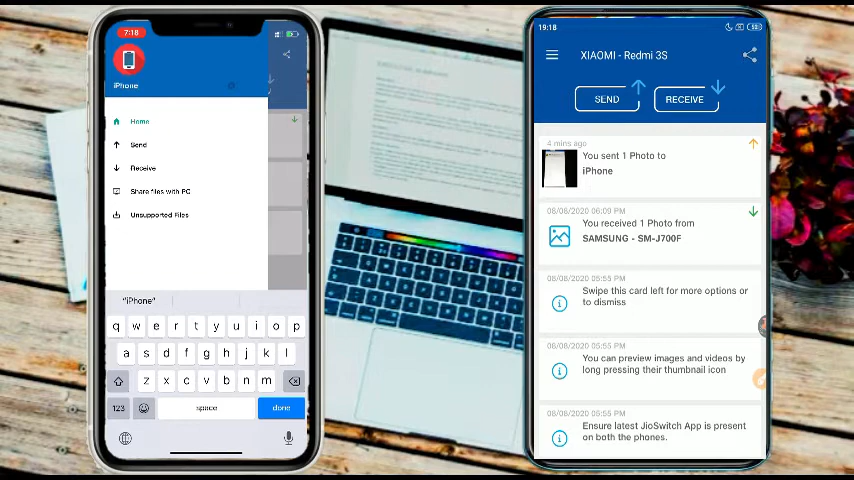 7:18
iPhone
Home
Send
Receive
Share files with PC
Unsupported Files
"iPhone"
q w e r t y u i o p
a s d f g h j k l
z x c v b n m
123
space
done
19:18
XIAOMI - Redmi 3S
SEND
RECEIVE
4 mins ago
You sent 1 Photo to
iPhone
08/08/2020 06:09 PM
You received 1 Photo from
SAMSUNG - SM-J700F
08/08/2020 05:55 PM
Swipe this card left for more options or
to dismiss
08/08/2020 05:55 PM
You can preview images and videos by
long pressing their thumbnail icon
08/08/2020 05:55 PM
Ensure latest JioSwitch App is present
on both the phones.